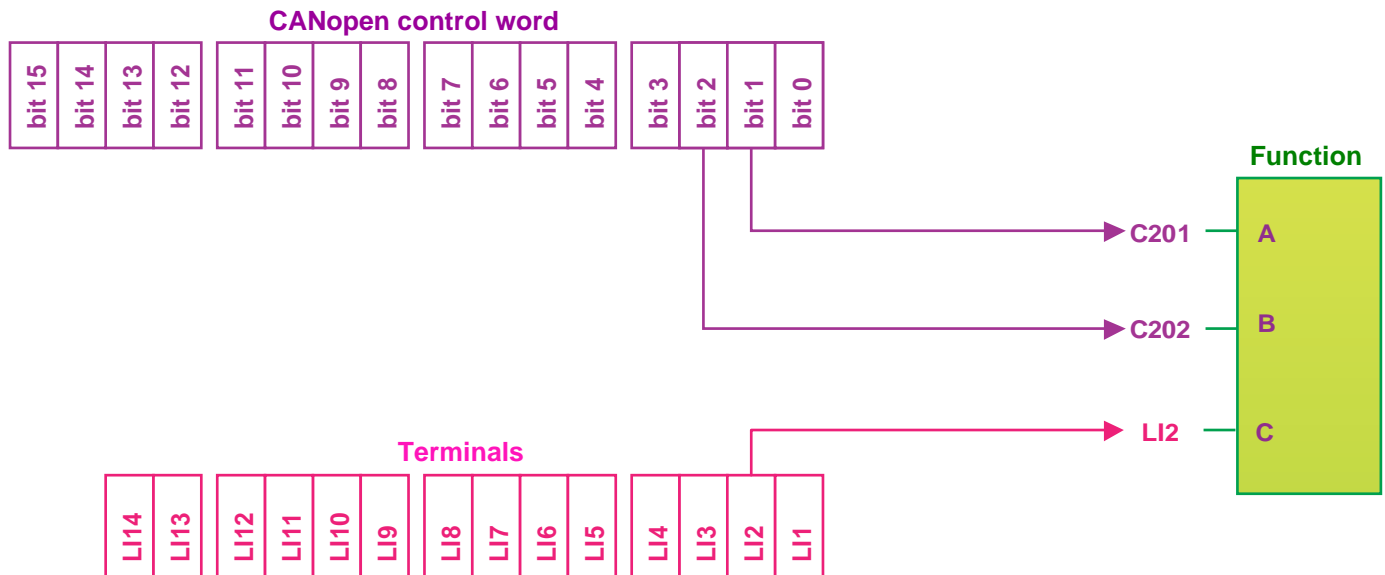 CANopen control word
bit 15 bit 14 bit 13 bit 12 bit 11 bit 10 bit 9 bit 8 bit 7 bit 6 bit 5 bit 4 bit 3 bit 2 bit 1 bit 0
Function
C201 A
C202 B
LI2 C
Terminals
LI14 LI13 LI12 LI11 LI10 LI9 LI8 LI7 LI6 LI5 LI4 LI3 LI2 LI1